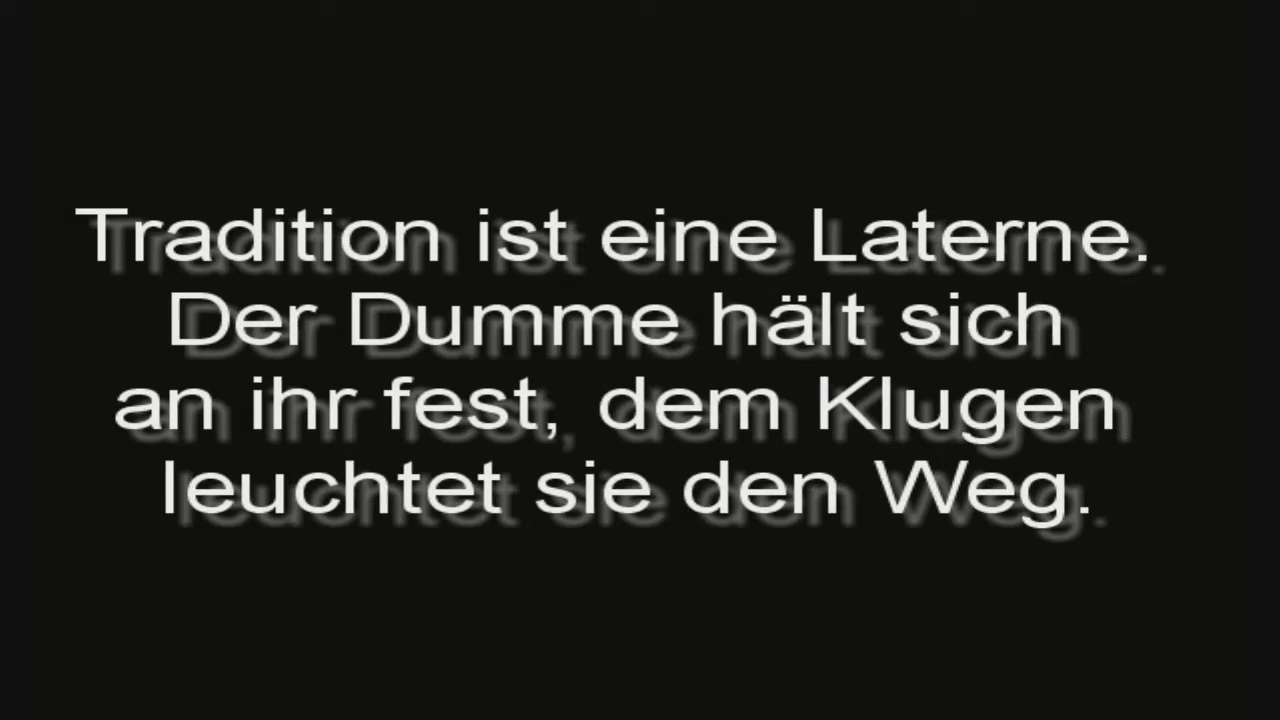 Tradition ist eine Laterne.
Der Dumme hält sich
an ihr fest, dem Klugen
leuchtet sie den Weg.